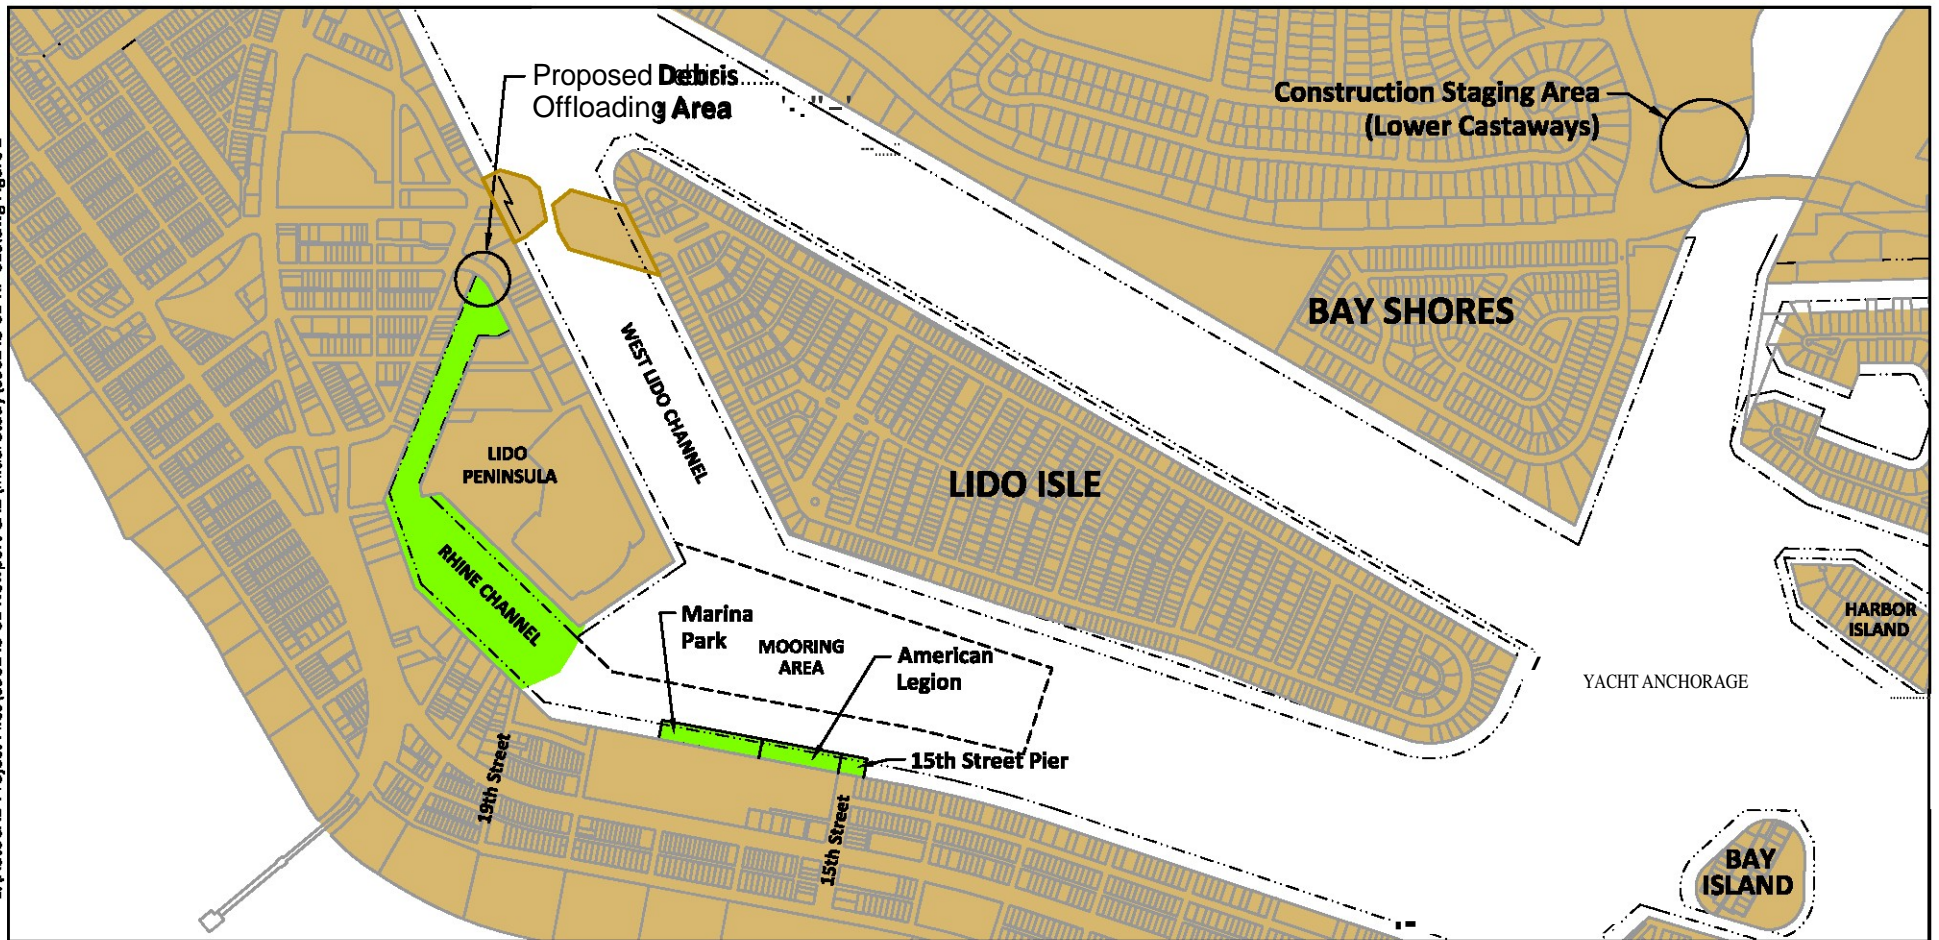 Proposed Debris
Offloading Area
Construction Staging Area
(Lower Castaways)
BAY SHORES
WEST LIDO CHANNEL
LIDO
PENINSULA
LIDO ISLE
RHINE CHANNEL
Marina
Park
MOORING
AREA
American
Legion
HARBOR
ISLAND
YACHT ANCHORAGE
15th Street Pier
19th Street
15th Street
BAY
ISLAND